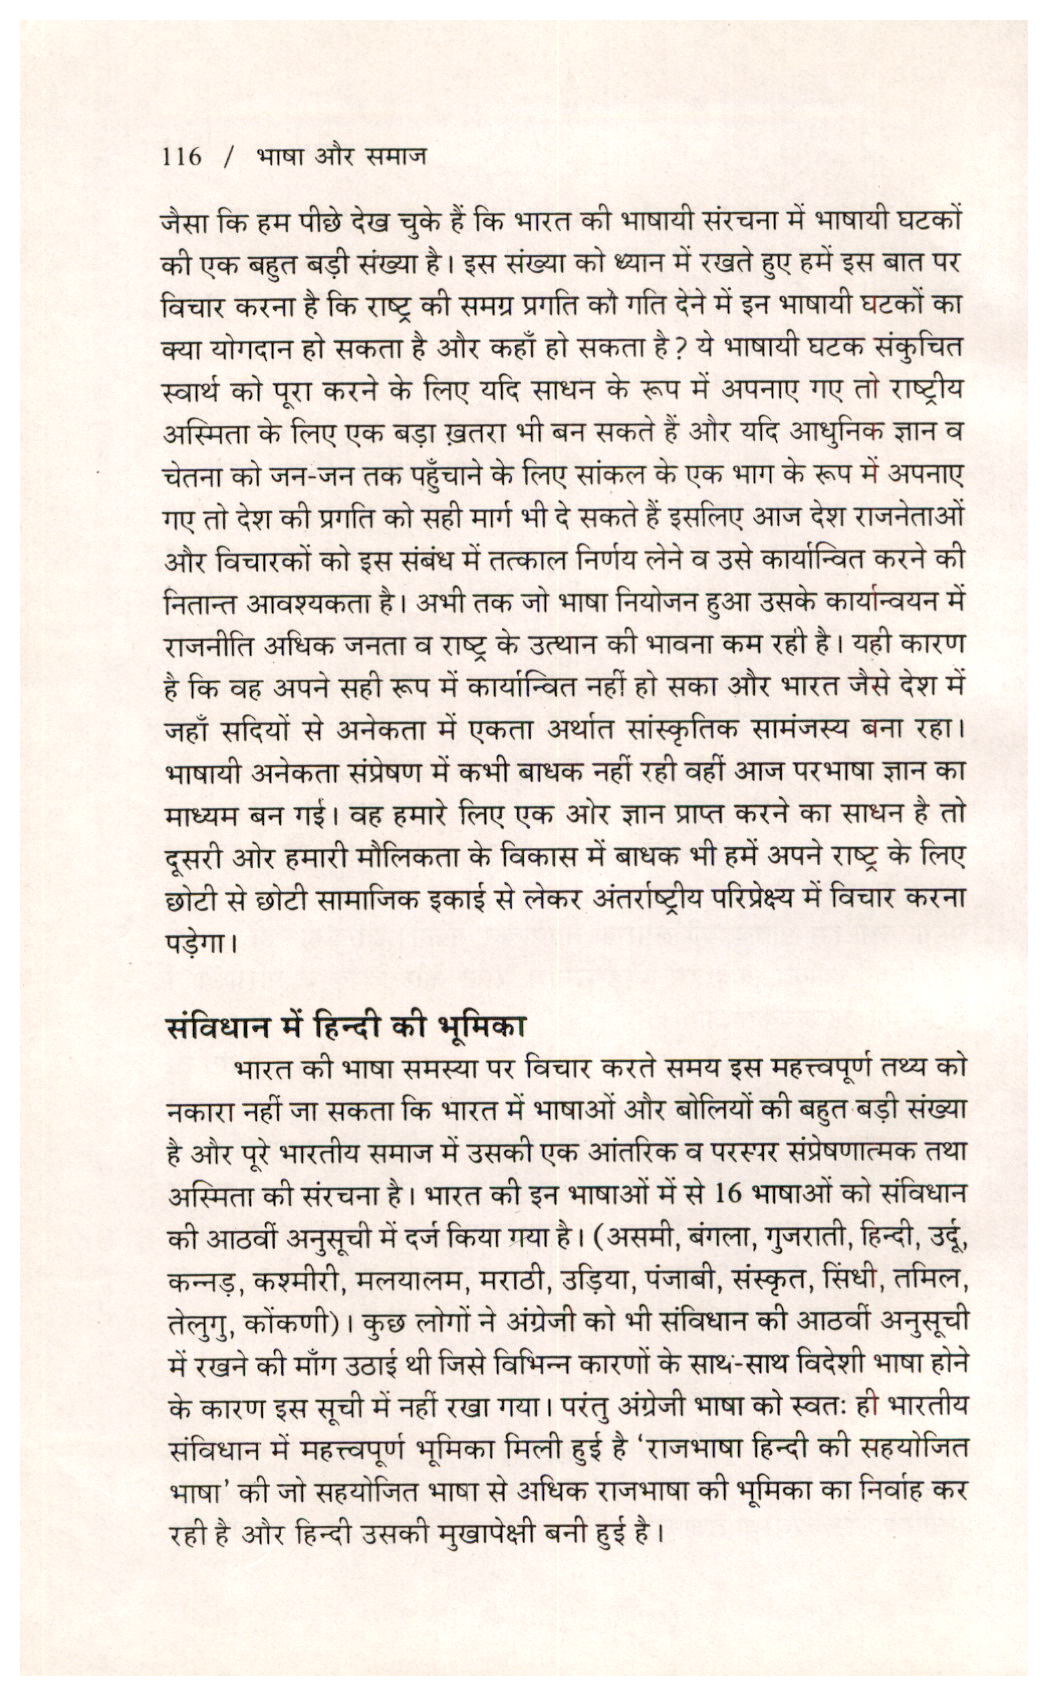 116 / भाषा और समाज
जैसा कि हम पीछे देख चुके हैं कि भारत की भाषायी संरचना में भाषायी घटकों
की एक बहुत बड़ी संख्या है। इस संख्या को ध्यान में रखते हुए हमें इस बात पर
विचार करना है कि राष्ट्र की समग्र प्रगति को गति देने में इन भाषायी घटकों का
क्या योगदान हो सकता है और कहाँ हो सकता है? ये भाषायी घटक संकुचित
स्वार्थ को पूरा करने के लिए यदि साधन के रूप में अपनाए गए तो राष्ट्रीय
अस्मिता के लिए एक बड़ा ख़तरा भी बन सकते हैं और यदि आधुनिक ज्ञान व
चेतना को जन-जन तक पहुँचाने के लिए सांकल के एक भाग के रूप में अपनाए
गए तो देश की प्रगति को सही मार्ग भी दे सकते हैं इसलिए आज देश राजनेताओं
और विचारकों को इस संबंध में तत्काल निर्णय लेने व उसे कार्यान्वित करने की
नितान्त आवश्यकता है। अभी तक जो भाषा नियोजन हुआ उसके कार्यान्वयन में
राजनीति अधिक जनता व राष्ट्र के उत्थान की भावना कम रही है। यही कारण
है कि वह अपने सही रूप में कार्यान्वित नहीं हो सका और भारत जैसे देश में
जहाँ सदियों से अनेकता में एकता अर्थात सांस्कृतिक सामंजस्य बना रहा।
भाषायी अनेकता संप्रेषण में कभी बाधक नहीं रही वहीं आज परभाषा ज्ञान का
माध्यम बन गई। वह हमारे लिए एक ओर ज्ञान प्राप्त करने का साधन है तो
दूसरी ओर हमारी मौलिकता के विकास में बाधक भी हमें अपने राष्ट्र के लिए
छोटी से छोटी सामाजिक इकाई से लेकर अंतर्राष्ट्रीय परिप्रेक्ष्य में विचार करना
पड़ेगा।
संविधान में हिन्दी की भूमिका
भारत की भाषा समस्या पर विचार करते समय इस महत्त्वपूर्ण तथ्य को
नकारा नहीं जा सकता कि भारत में भाषाओं और बोलियों की बहुत बड़ी संख्या
है और पूरे भारतीय समाज में उसकी एक आंतरिक व परस्पर संप्रेषणात्मक तथा
अस्मिता की संरचना है। भारत की इन भाषाओं में से 16 भाषाओं को संविधान
की आठवीं अनुसूची में दर्ज किया गया है। (असमी, बंगला, गुजराती, हिन्दी, उर्दू,
कन्नड़, कश्मीरी, मलयालम, मराठी, उड़िया, पंजाबी, संस्कृत, सिंधी, तमिल,
तेलुगु, कोंकणी)। कुछ लोगों ने अंग्रेजी को भी संविधान की आठवीं अनुसूची
में रखने की माँग उठाई थी जिसे विभिन्न कारणों के साथ-साथ विदेशी भाषा होने
के कारण इस सूची में नहीं रखा गया। परंतु अंग्रेजी भाषा को स्वतः ही भारतीय
संविधान में महत्त्वपूर्ण भूमिका मिली हुई है ‘राजभाषा हिन्दी की सहयोजित
भाषा’ की जो सहयोजित भाषा से अधिक राजभाषा की भूमिका का निर्वाह कर
रही है और हिन्दी उसकी मुखापेक्षी बनी हुई है।